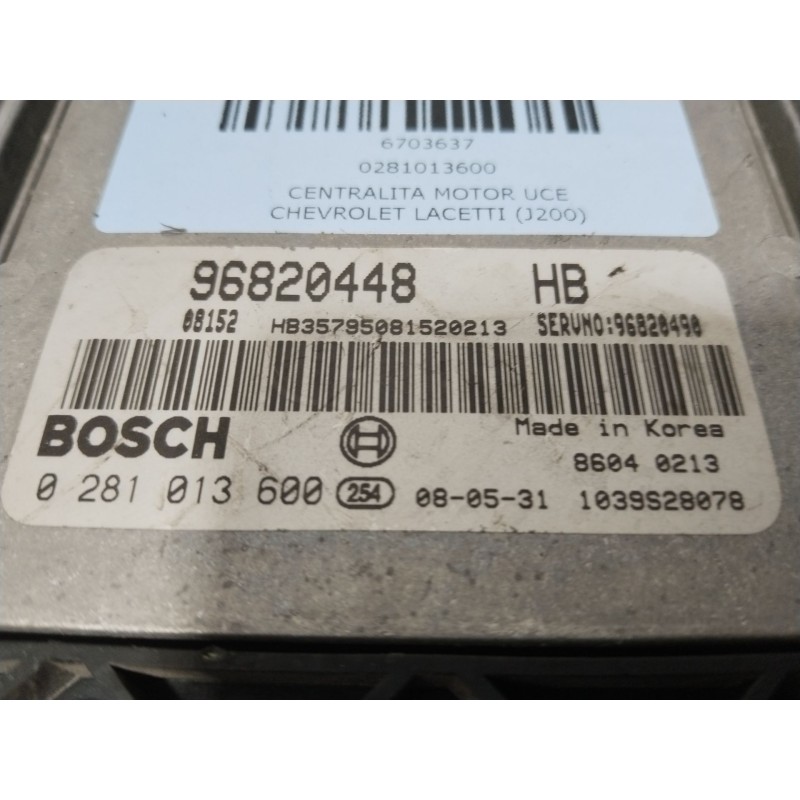 6703637
0281013600
CENTRALITA MOTOR UCE
CHEVROLET LACETTI (J200)
96820448 HB
08152 HB35795081520213 SERVNO:96820490
BOSCH Made in Korea
8604 0213
0 281 013 600 254 08-05-31 1039S28078